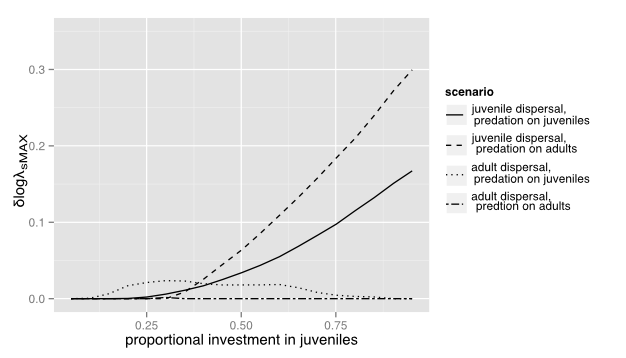 δlogλsMAX
0.3
0.2
0.1
0.0
0.25 0.50 0.75
proportional investment in juveniles
scenario
juvenile dispersal,
predation on juveniles
juvenile dispersal,
predation on adults
adult dispersal,
predation on juveniles
adult dispersal,
predtion on adults